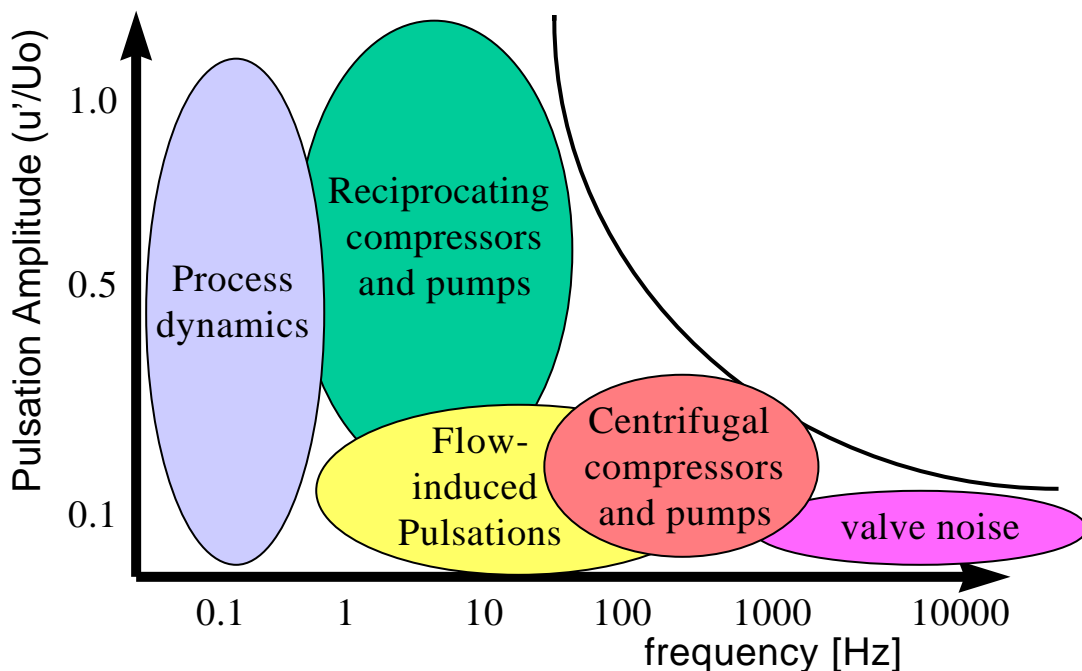 Pulsation Amplitude (u'/Uo)
1.0
0.5
0.1
Process
dynamics
Reciprocating
compressors
and pumps
Flow-
induced
Pulsations
Centrifugal
compressors
and pumps
valve noise
0.1 1 10 100 1000 10000
frequency [Hz]